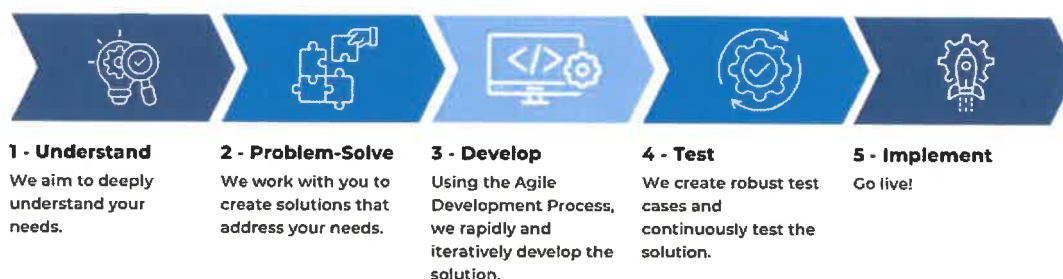 </>
1 - Understand
We aim to deeply
understand your
needs.
2 - Problem-Solve
We work with you to
create solutions that
address your needs.
3 - Develop
Using the Agile
Development Process,
we rapidly and
iteratively develop the
solution.
4 - Test
We create robust test
cases and
continuously test the
solution.
5 - Implement
Go live!